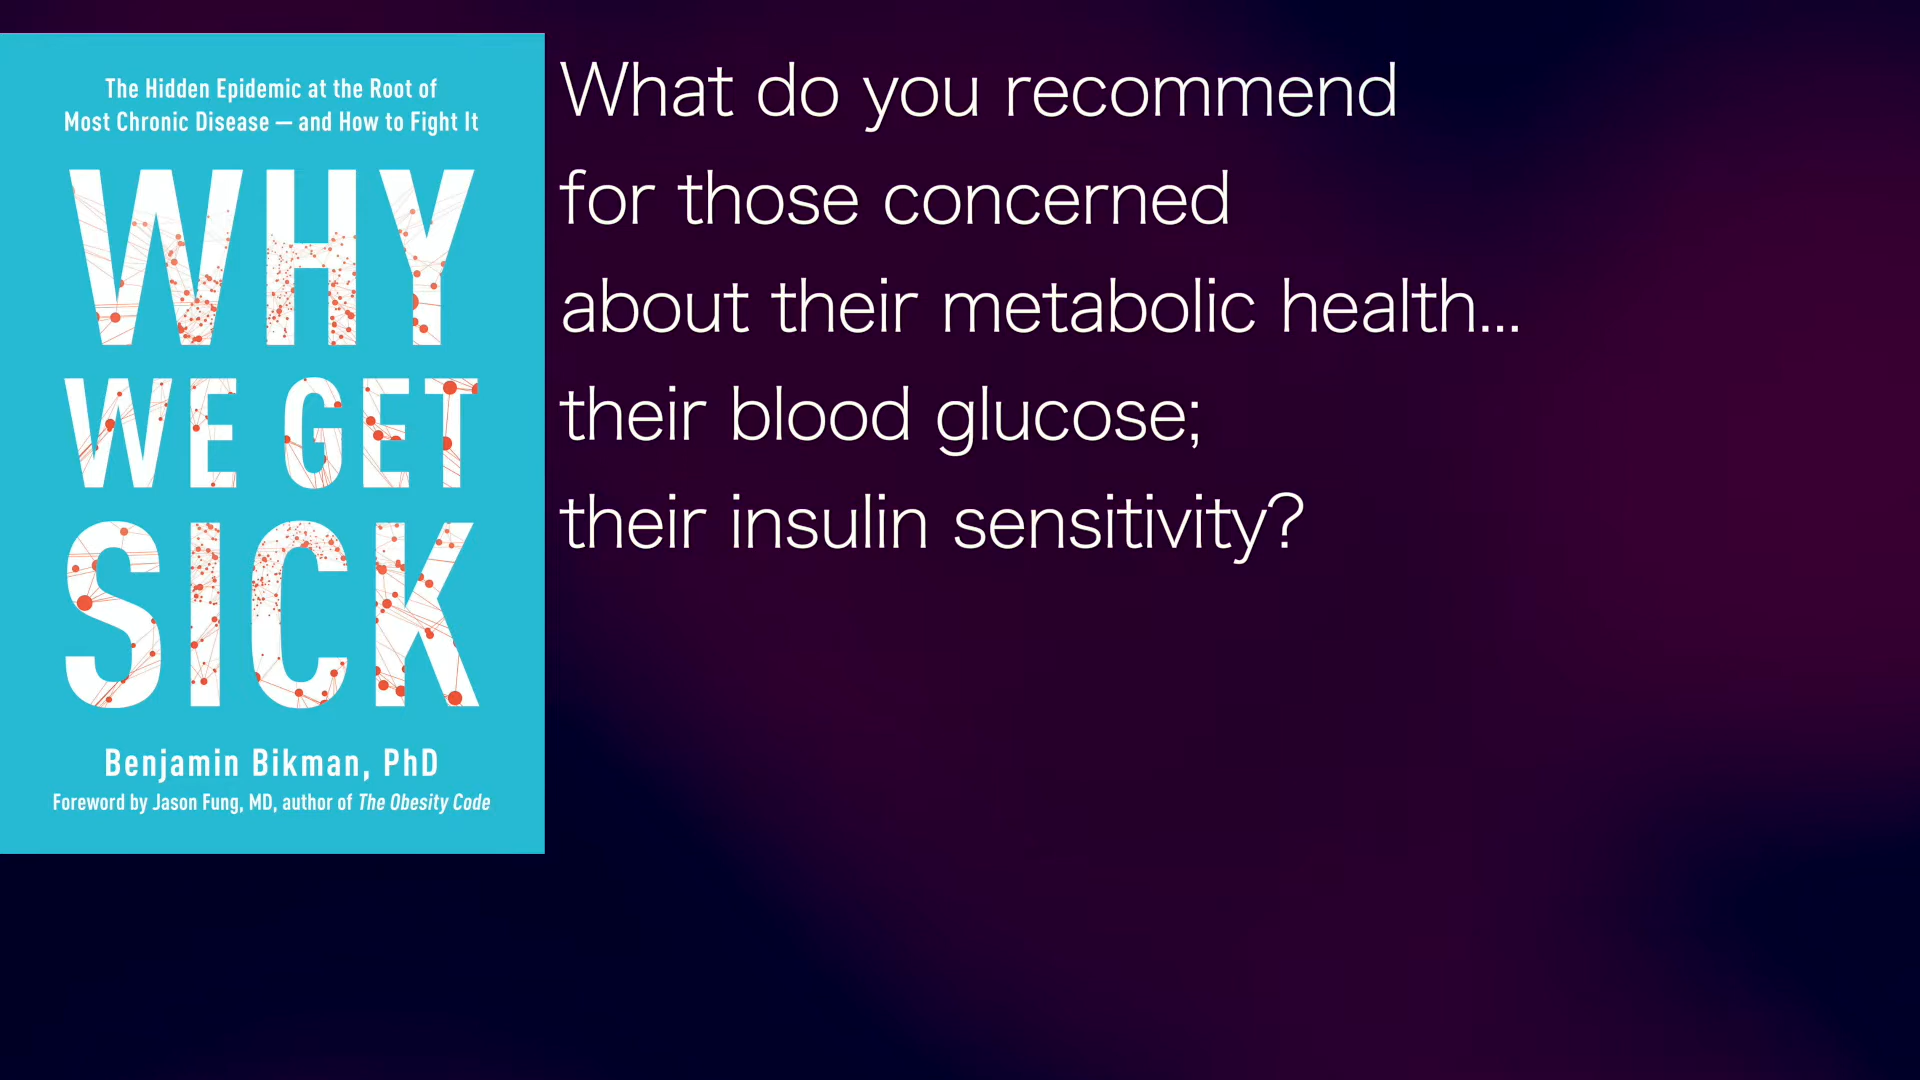 The Hidden Epidemic at the Root of
Most Chronic Disease — and How to Fight It
WHY
WE GET
SICK
Benjamin Bikman, PhD
Foreword by Jason Fung, MD, author of The Obesity Code
What do you recommend
for those concerned
about their metabolic health...
their blood glucose;
their insulin sensitivity?